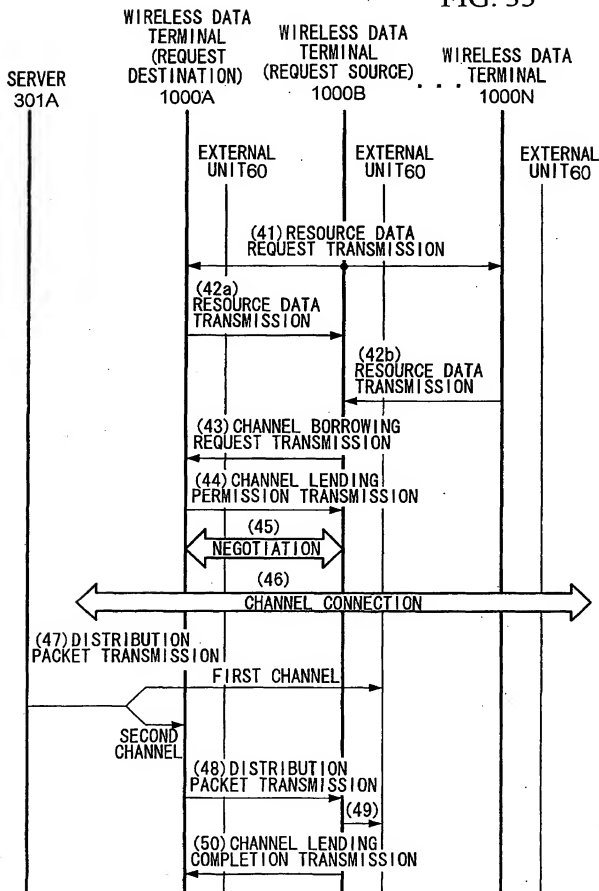 FIG. 33
WIRELESS DATA
TERMINAL
(REQUEST
DESTINATION)
1000A
WIRELESS DATA
TERMINAL
(REQUEST SOURCE)
1000B
. . . .
WIRELESS DATA
TERMINAL
1000N
SERVER
301A
EXTERNAL
UNIT60
EXTERNAL
UNIT60
EXTERNAL
UNIT60
(41) RESOURCE DATA
REQUEST TRANSMISSION
(42a)
RESOURCE DATA
TRANSMISSION
(42b)
RESOURCE DATA
TRANSMISSION
(43) CHANNEL BORROWING
REQUEST TRANSMISSION
(44) CHANNEL LENDING
PERMISSION TRANSMISSION
(45)
NEGOTIATION
(46)
CHANNEL CONNECTION
(47) DISTRIBUTION
PACKET TRANSMISSION
FIRST CHANNEL
SECOND
CHANNEL
(48) DISTRIBUTION
PACKET TRANSMISSION
(49)
(50) CHANNEL LENDING
COMPLETION TRANSMISSION